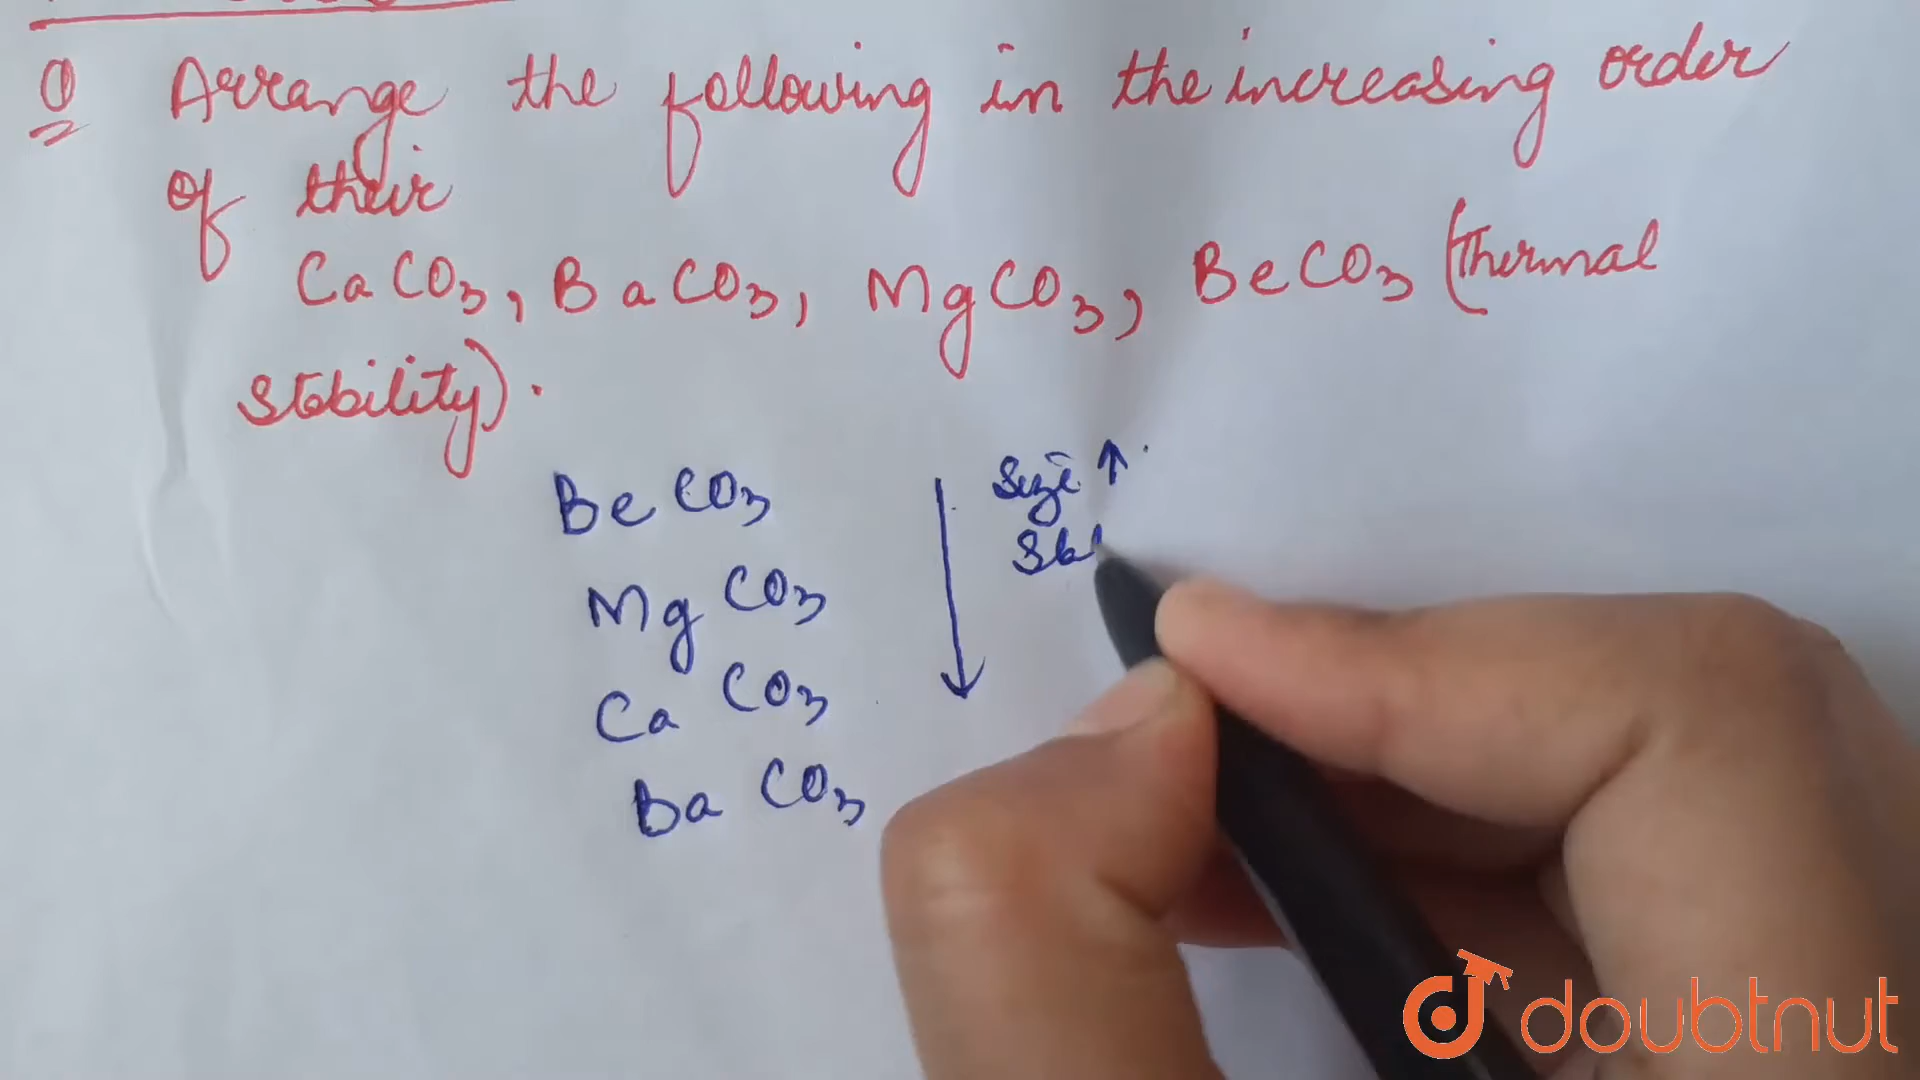 Q Arrange the following in the increasing order
of their
CaCO3, BaCO3, MgCO3, BeCO3 (Thermal
stability).
BeCO3
Size ↑
MgCO3
CaCO3
BaCO3
doubtnut